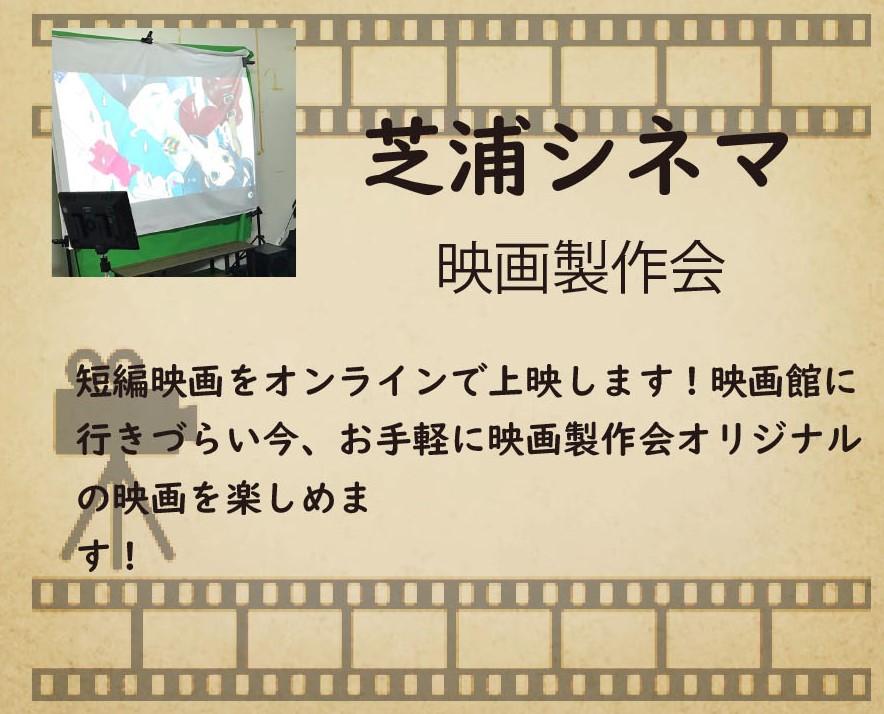 芝浦シネマ
映画製作会
短編映画をオンラインで上映します！映画館に
行きづらい今、お手軽に映画製作会オリジナル
の映画を楽しめま
す！